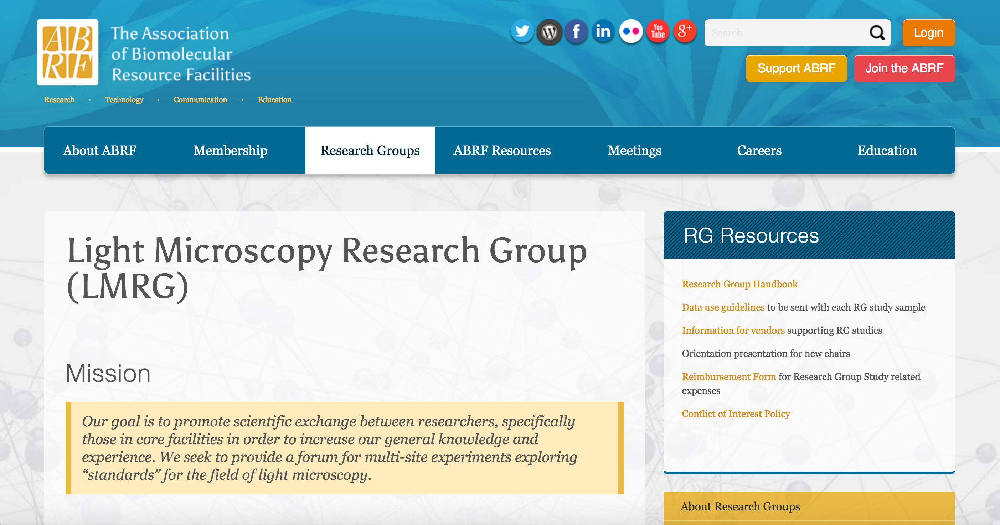 AB
RF
The Association
of Biomolecular
Resource Facilities
Research · Technology · Communication · Education
f
in
You
Tube
g+
Search
Login
Support ABRF
Join the ABRF
About ABRF
Membership
Research Groups
ABRF Resources
Meetings
Careers
Education
Light Microscopy Research Group
(LMRG)
Mission
Our goal is to promote scientific exchange between researchers, specifically
those in core facilities in order to increase our general knowledge and
experience. We seek to provide a forum for multi-site experiments exploring
“standards” for the field of light microscopy.
RG Resources
Research Group Handbook
Data use guidelines to be sent with each RG study sample
Information for vendors supporting RG studies
Orientation presentation for new chairs
Reimbursement Form for Research Group Study related
expenses
Conflict of Interest Policy
About Research Groups